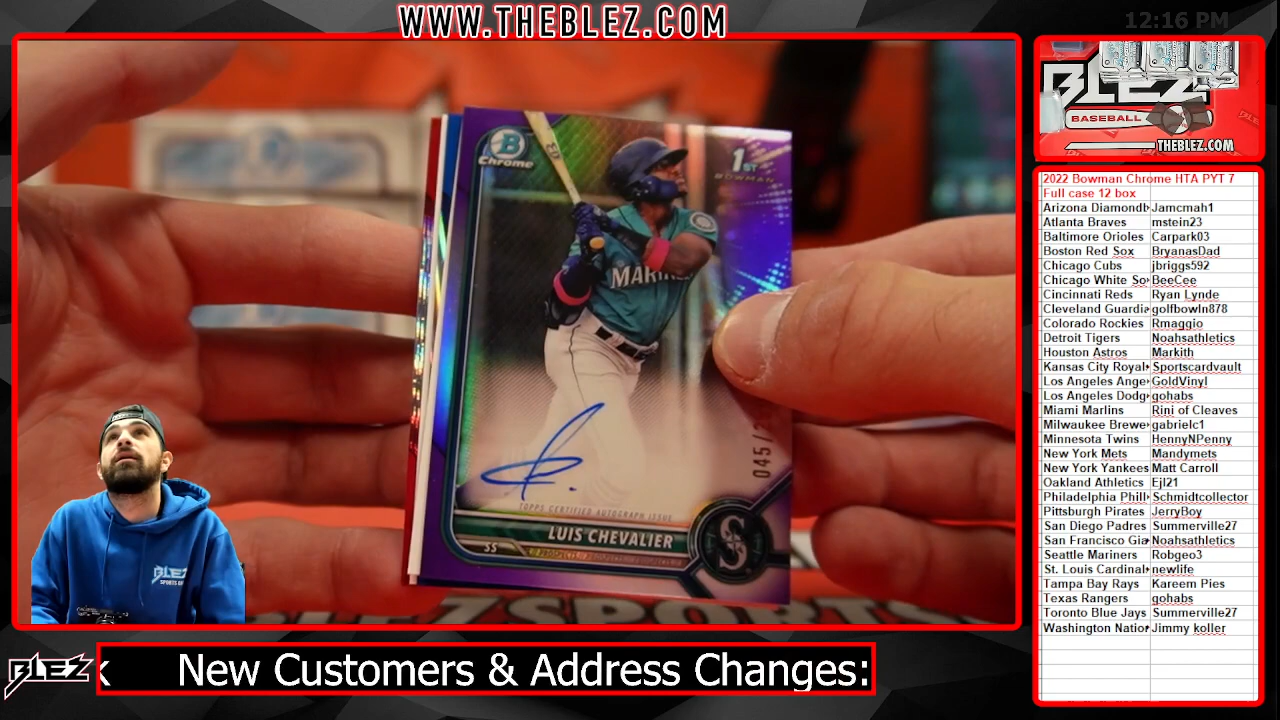 WWW.THEBLEZ.COM
12:16 PM
BLEZ
BASEBALL
THEBLEZ.COM
B
Chrome
1ST
BOWMAN
MARIN
045/
TOPPS CERTIFIED AUTOGRAPH ISSUE
LUIS CHEVALIER
SS
BLEZ
2022 Bowman Chrome HTA PYT 7
Full case 12 box
Arizona Diamondb Jamcmah1
Atlanta Braves mstein23
Baltimore Orioles Carpark03
Boston Red Sox BryanasDad
Chicago Cubs jbriggs592
Chicago White So BeeCee
Cincinnati Reds Ryan Lynde
Cleveland Guardia golfbowln878
Colorado Rockies Rmaggio
Detroit Tigers Noahsathletics
Houston Astros Markith
Kansas City Royal Sportscardvault
Los Angeles Ange GoldVinyl
Los Angeles Dodg gohabs
Miami Marlins Rini of Cleaves
Milwaukee Brewe gabrielc1
Minnesota Twins HennyNPenny
New York Mets Mandymets
New York Yankees Matt Carroll
Oakland Athletics Ejl21
Philadelphia Phill Schmidtcollector
Pittsburgh Pirates JerryBoy
San Diego Padres Summerville27
San Francisco Gia Noahsathletics
Seattle Mariners Robgeo3
St. Louis Cardinal newlife
Tampa Bay Rays Kareem Pies
Texas Rangers gohabs
Toronto Blue Jays Summerville27
Washington Natio Jimmy koller
BLEZ
k New Customers & Address Changes: